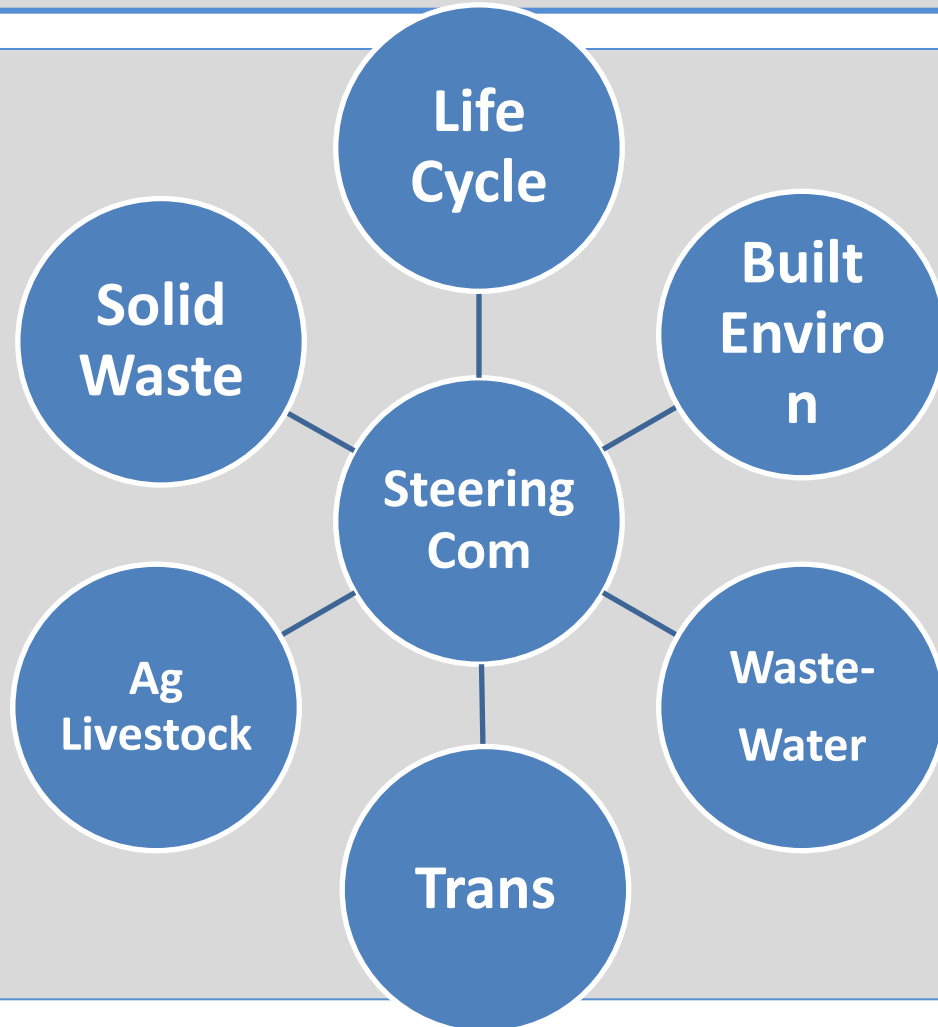 Life
Cycle
Solid
Waste
Built
Enviro
n
Steering
Com
Ag
Livestock
Waste-
Water
Trans